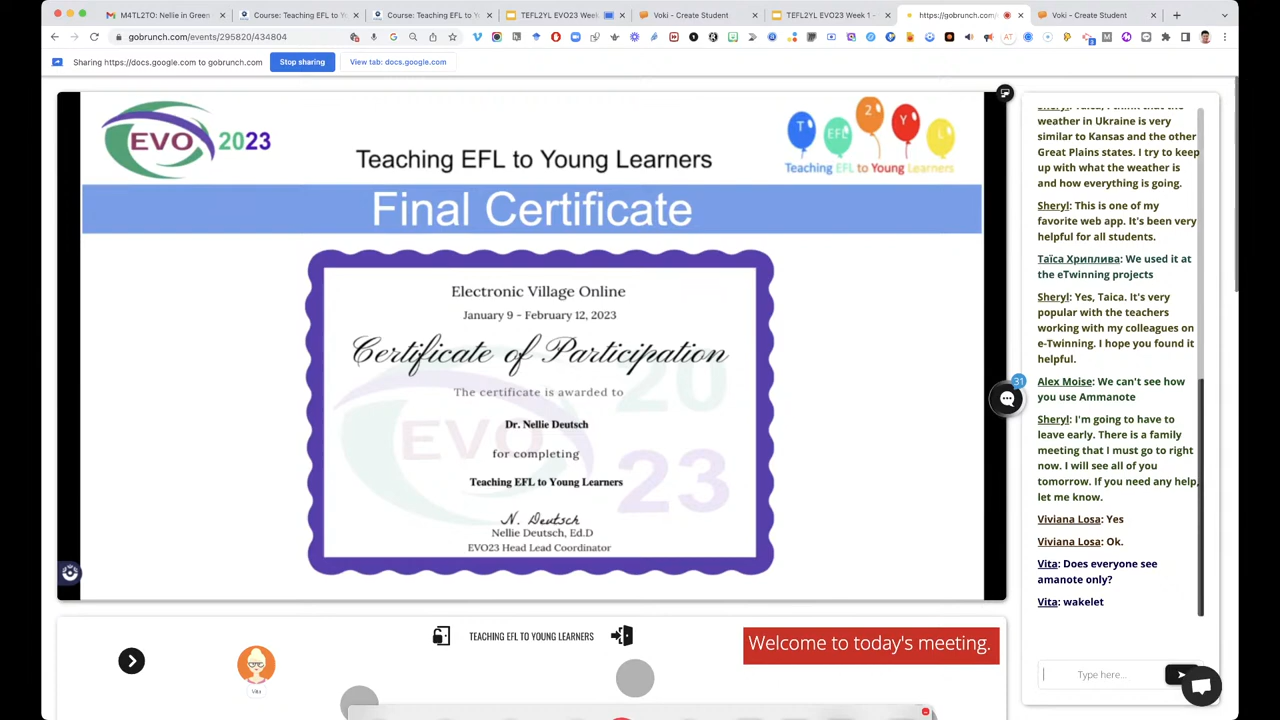 M4TL2TO: Nellie in Green
Course: Teaching EFL to Yo
Course: Teaching EFL to Yo
TEFL2YL EVO23 Wee
Voki - Create Student
TEFL2YL EVO23 Week 1 -
https://gobrunch.com/e
Voki - Create Student
gobrunch.com/events/295820/434804
Sharing https://docs.google.com to gobrunch.com
Stop sharing
View tab: docs.google.com
EVO 2023
T EFL 2 Y L
Teaching EFL to Young Learners
Teaching EFL to Young Learners
Final Certificate
Electronic Village Online
January 9 - February 12, 2023
Certificate of Participation
The certificate is awarded to
Dr. Nellie Deutsch
for completing
Teaching EFL to Young Learners
N. Deutsch
Nellie Deutsch, Ed.D
EVO23 Head Lead Coordinator
EVO
20
23
weather in Ukraine is very
similar to Kansas and the other
Great Plains states. I try to keep
up with what the weather is
and how everything is going.
Sheryl: This is one of my
favorite web app. It's been very
helpful for all students.
Таїса Хриплива: We used it at
the eTwinning projects
Sheryl: Yes, Taica. It's very
popular with the teachers
working with my colleagues on
e-Twinning. I hope you found it
helpful.
Alex Moise: We can't see how
you use Ammanote
Sheryl: I'm going to have to
leave early. There is a family
meeting that I must go to right
now. I will see all of you
tomorrow. If you need any help,
let me know.
Viviana Losa: Yes
Viviana Losa: Ok.
Vita: Does everyone see
amanote only?
Vita: wakelet
31
Type here...
TEACHING EFL TO YOUNG LEARNERS
Welcome to today's meeting.
Vita